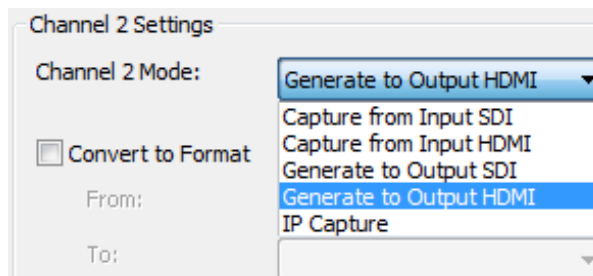 Channel 2 Settings
Channel 2 Mode:
Generate to Output HDMI
Capture from Input SDI
Capture from Input HDMI
Generate to Output SDI
Generate to Output HDMI
IP Capture
Convert to Format
From:
To: